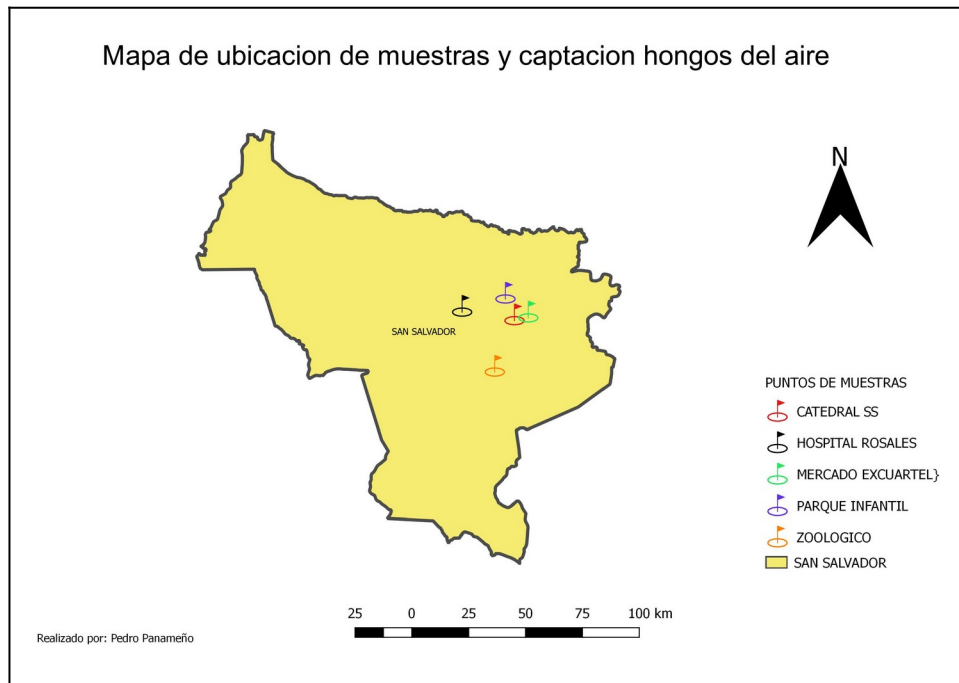 Mapa de ubicacion de muestras y captacion hongos del aire
N
SAN SALVADOR
PUNTOS DE MUESTRAS
CATEDRAL SS
HOSPITAL ROSALES
MERCADO EXCUARTEL}
PARQUE INFANTIL
ZOOLOGICO
SAN SALVADOR
25 0 25 50 75 100 km
Realizado por: Pedro Panameño